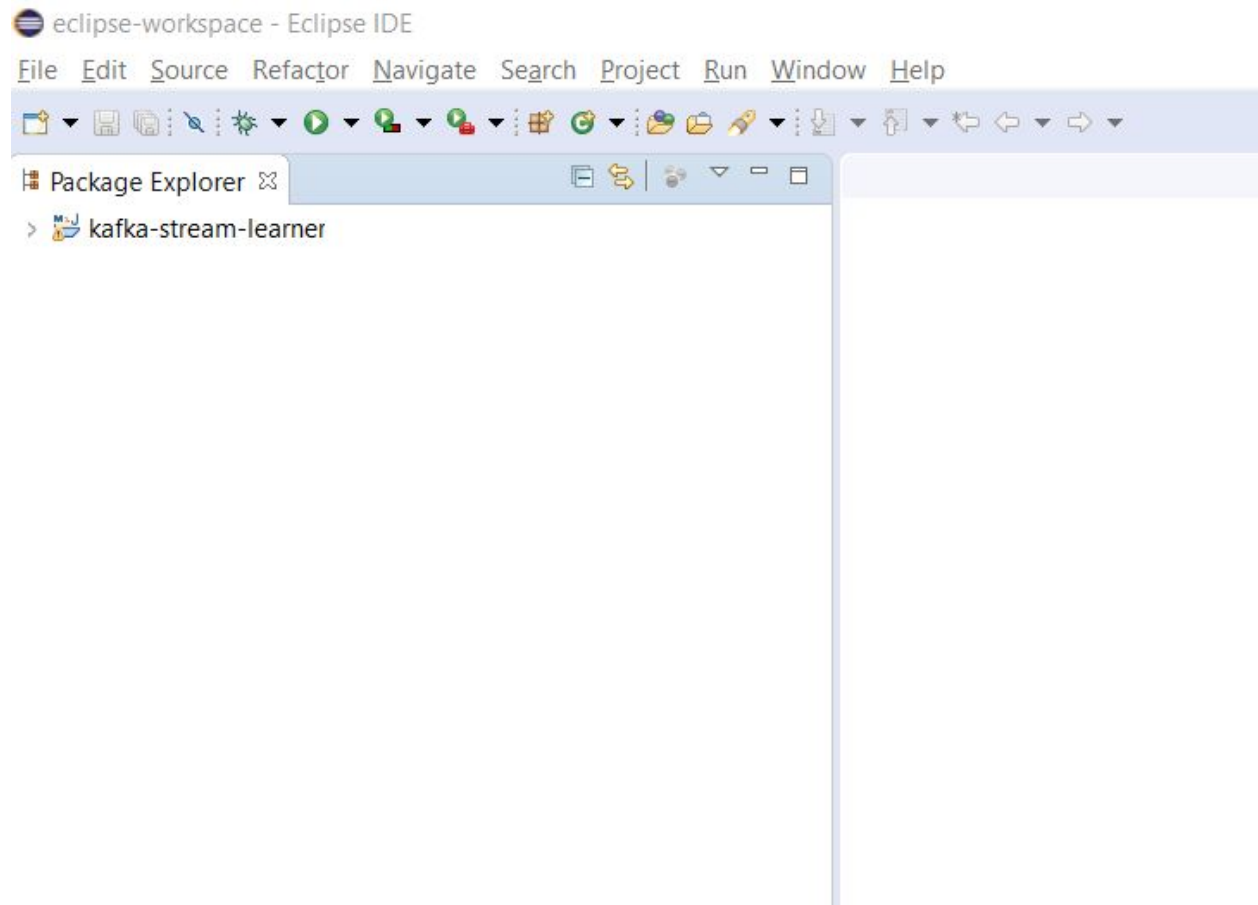 eclipse-workspace - Eclipse IDE
File Edit Source Refactor Navigate Search Project Run Window Help
Package Explorer
kafka-stream-learner